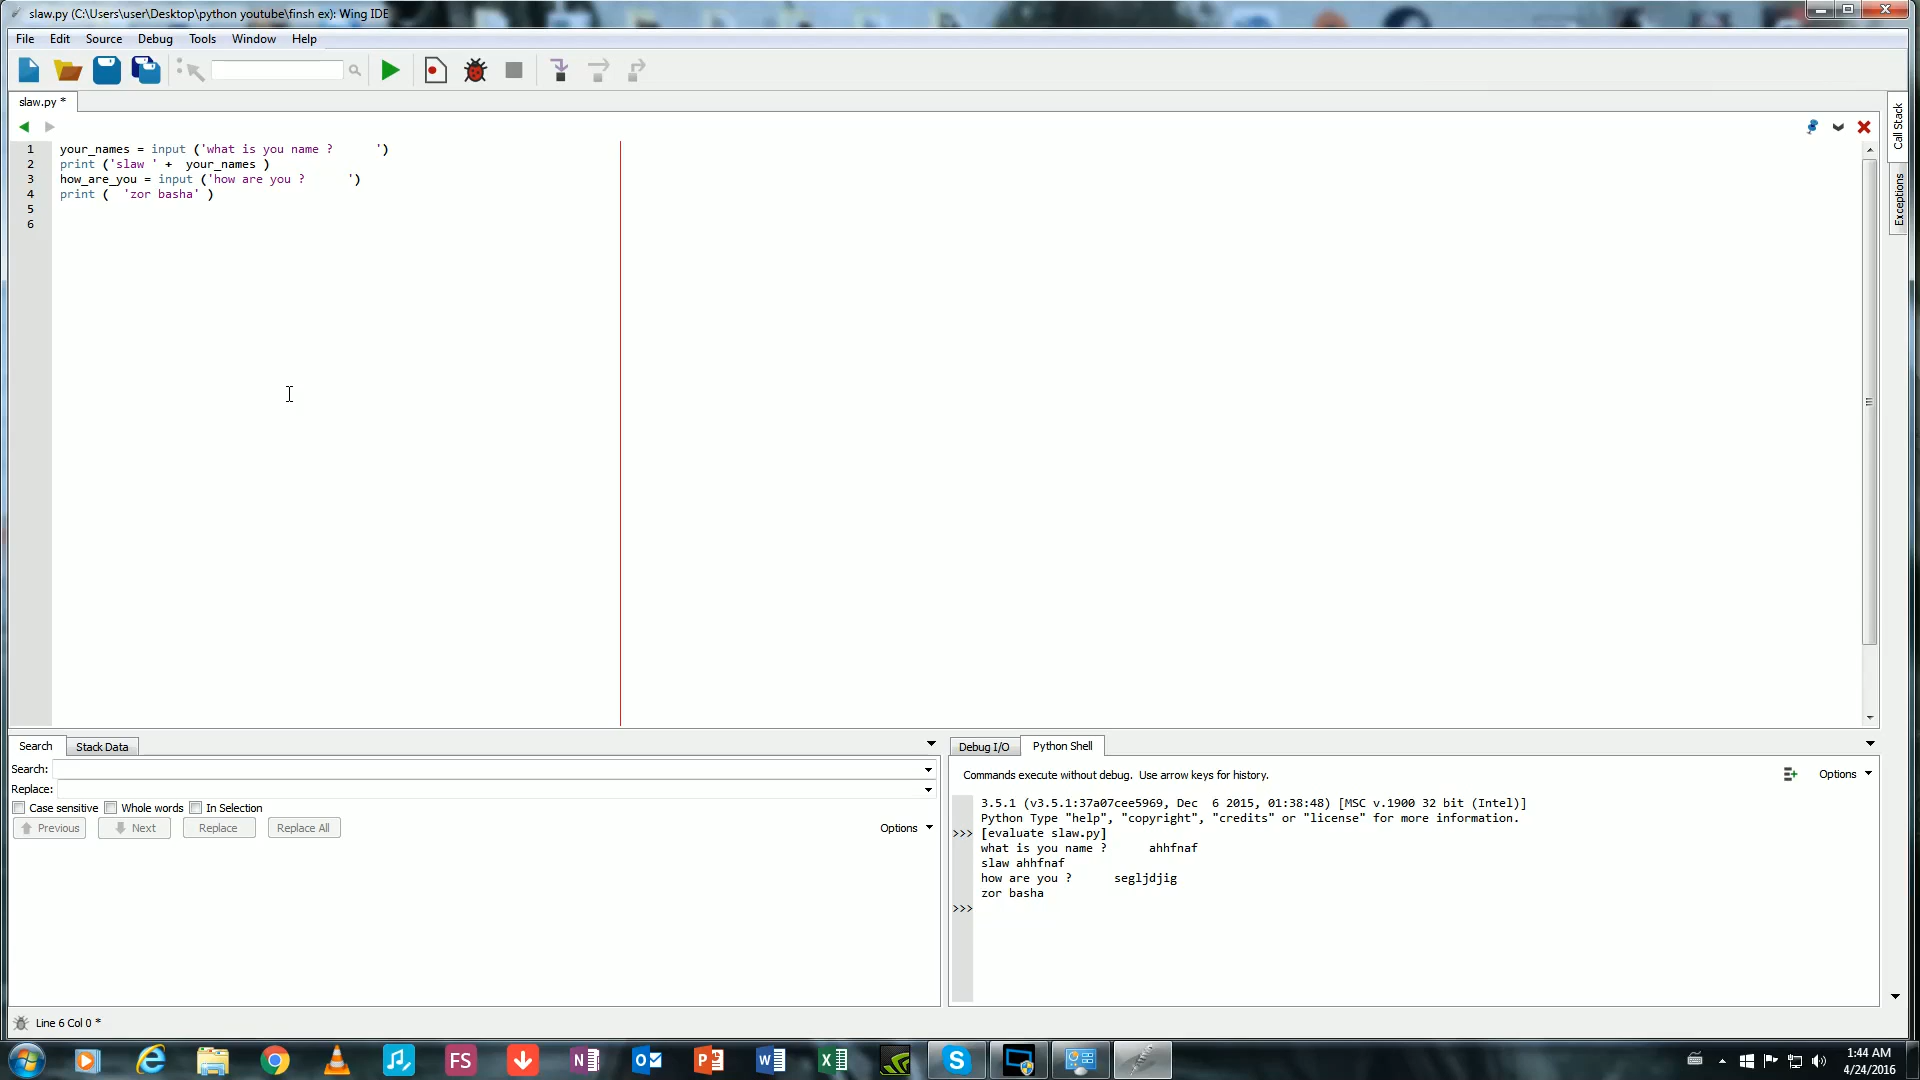 slaw.py (C:\Users\user\Desktop\python youtube\finsh ex): Wing IDE
File Edit Source Debug Tools Window Help
slaw.py *
Call Stack
Exceptions
1 your_names = input ('what is you name ?      ')
2 print ('slaw ' +  your_names )
3 how_are_you = input ('how are you ?      ')
4 print (  'zor basha' )
5
6
Search Stack Data
Search:
Replace:
Case sensitive Whole words In Selection
Previous Next Replace Replace All Options
Debug I/O Python Shell
Commands execute without debug.  Use arrow keys for history. Options
3.5.1 (v3.5.1:37a07cee5969, Dec  6 2015, 01:38:48) [MSC v.1900 32 bit (Intel)]
Python Type "help", "copyright", "credits" or "license" for more information.
>>> [evaluate slaw.py]
what is you name ?      ahhfnaf
slaw ahhfnaf
how are you ?      segljdjig
zor basha
>>>
Line 6 Col 0 *
FS
N
O
P
W
X
S
1:44 AM
4/24/2016